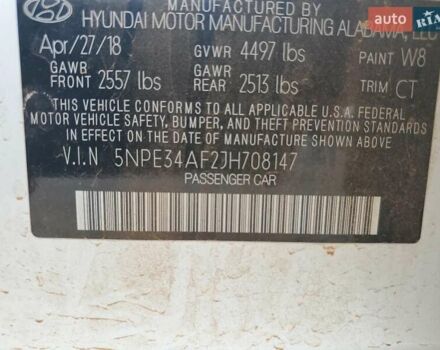 MANUFACTURED BY
HYUNDAI MOTOR MANUFACTURING ALABAMA, LLC
Apr/27/18 GVWR 4497 lbs PAINT W8
GAWR FRONT 2557 lbs GAWR REAR 2513 lbs TRIM CT
THIS VEHICLE CONFORMS TO ALL APPLICABLE U.S.A. FEDERAL
MOTOR VEHICLE SAFETY, BUMPER, AND THEFT PREVENTION STANDARDS
IN EFFECT ON THE DATE OF MANUFACTURE SHOWN ABOVE.
V.I.N 5NPE34AF2JH708147
PASSENGER CAR
AUTO
RIA